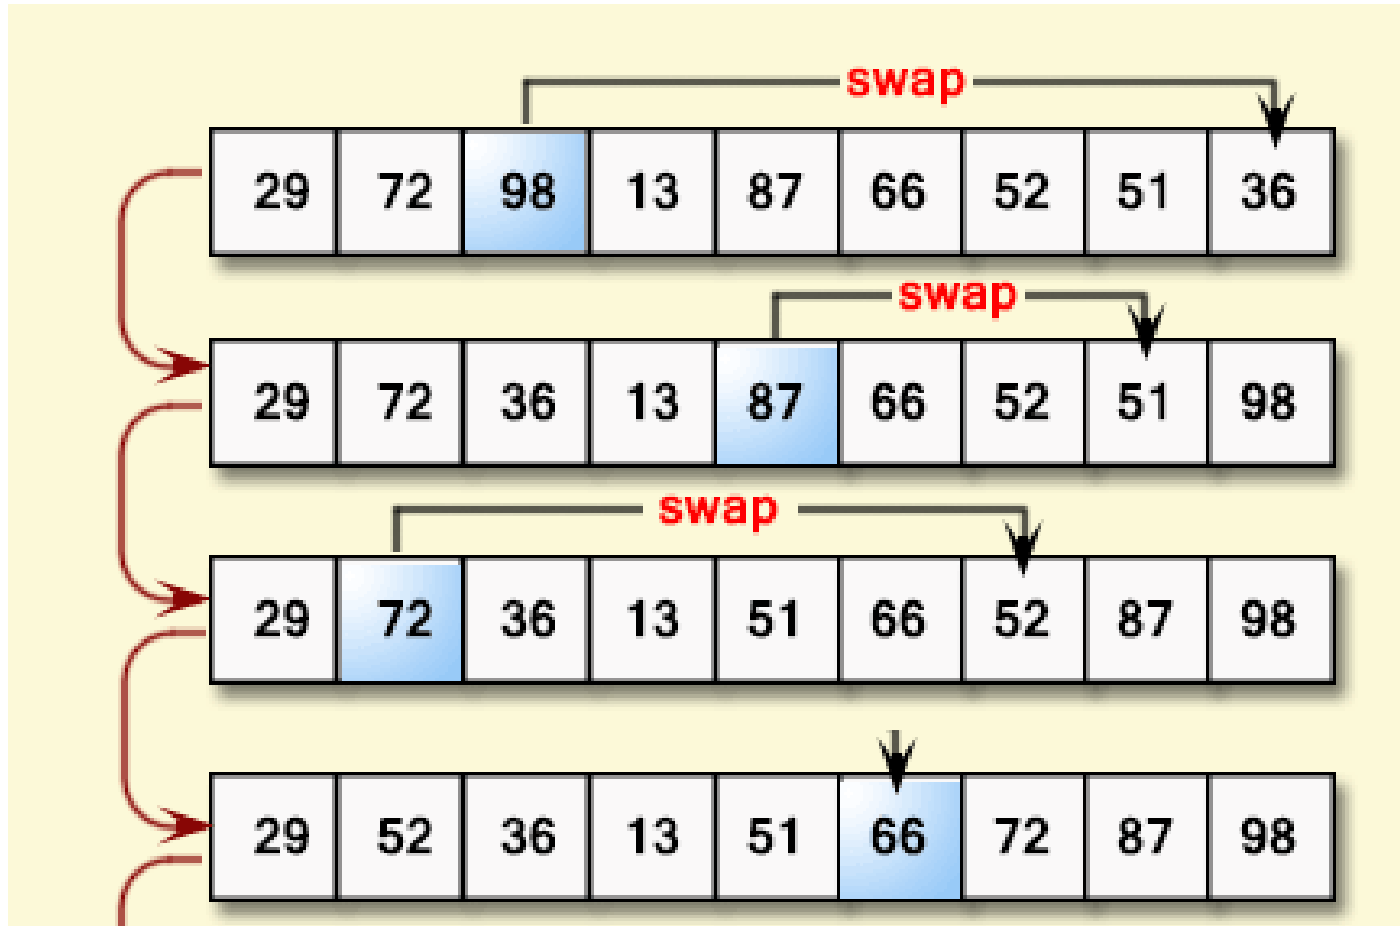 swap
29 72 98 13 87 66 52 51 36
swap
29 72 36 13 87 66 52 51 98
swap
29 72 36 13 51 66 52 87 98
29 52 36 13 51 66 72 87 98